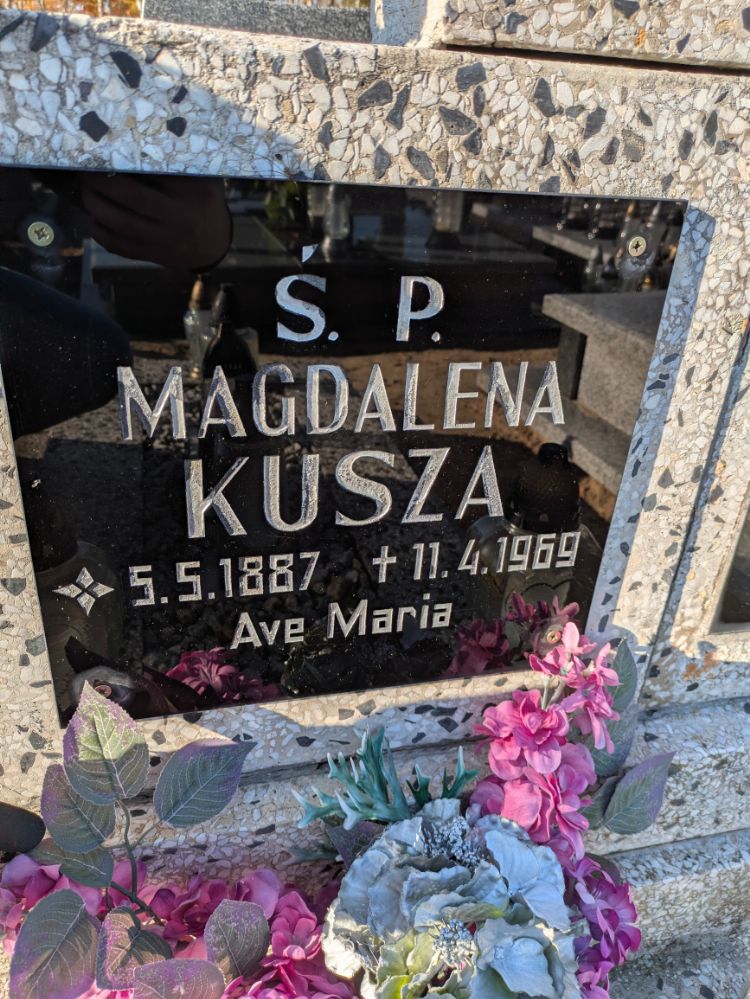 Ś. P.
MAGDALENA
KUSZA
5.5.1887 † 11.4.1969
Ave Maria